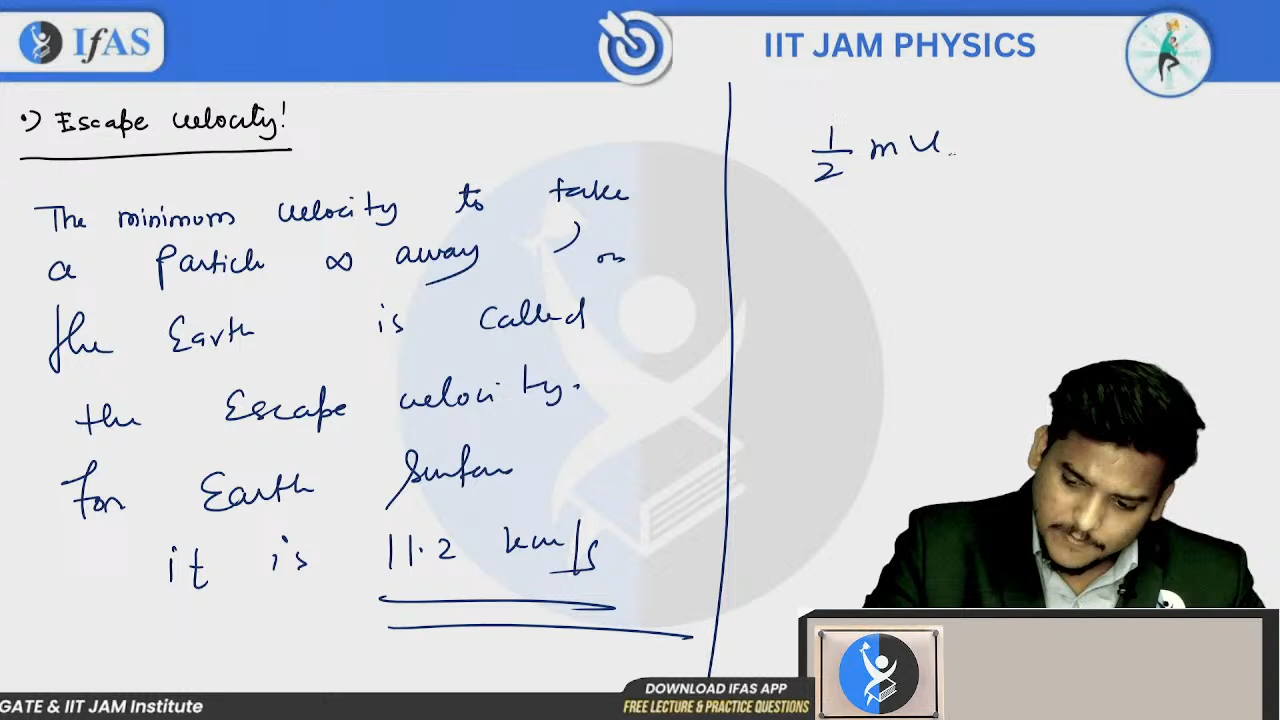 IFAS
IIT JAM PHYSICS
•) Escape velocity!
The minimum velocity to take
a particle ∞ away, on
the Earth is called
the Escape velocity.
For Earth surface
it is 11.2 km/s
1/2 m v
GATE & IIT JAM Institute
DOWNLOAD IFAS APP
FREE LECTURE & PRACTICE QUESTIONS